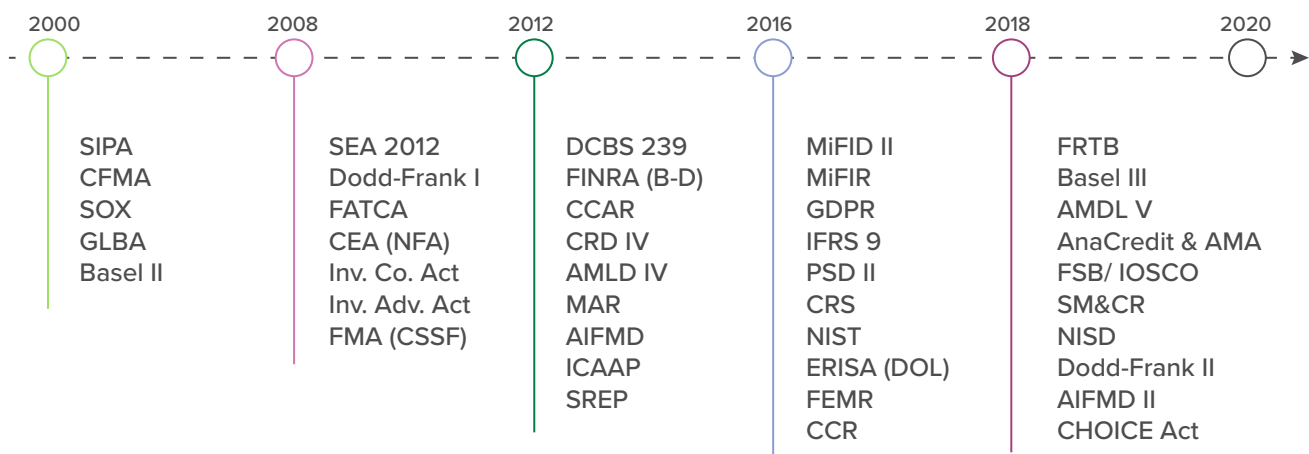 2000
2008
2012
2016
2018
2020
SIPA
CFMA
SOX
GLBA
Basel II
SEA 2012
Dodd-Frank I
FATCA
CEA (NFA)
Inv. Co. Act
Inv. Adv. Act
FMA (CSSF)
DCBS 239
FINRA (B-D)
CCAR
CRD IV
AMLD IV
MAR
AIFMD
ICAAP
SREP
MiFID II
MiFIR
GDPR
IFRS 9
PSD II
CRS
NIST
ERISA (DOL)
FEMR
CCR
FRTB
Basel III
AMDL V
AnaCredit & AMA
FSB/ IOSCO
SM&CR
NISD
Dodd-Frank II
AIFMD II
CHOICE Act